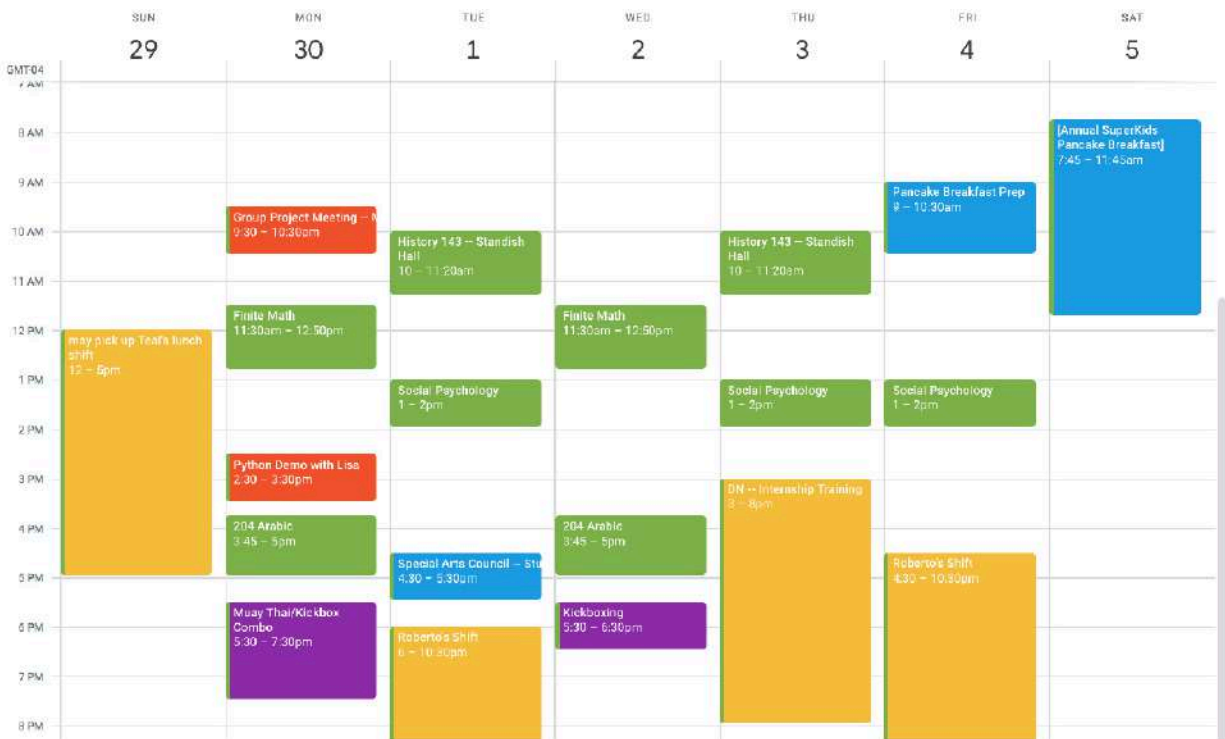 SUN
29
MON
30
TUE
1
WED
2
THU
3
FRI
4
SAT
5
GMT-04
7 AM
8 AM
9 AM
10 AM
11 AM
12 PM
1 PM
2 PM
3 PM
4 PM
5 PM
6 PM
7 PM
8 PM
may pick up Teal's lunch
shift
12 – 5pm
Group Project Meeting -- M
9:30 – 10:30pm
Finite Math
11:30am – 12:50pm
Python Demo with Lisa
2:30 – 3:30pm
204 Arabic
3:45 – 5pm
Muay Thai/Kickbox
Combo
5:30 – 7:30pm
History 143 -- Standish
Hall
10 – 11:20am
Social Psychology
1 – 2pm
Special Arts Council -- Stu
4:30 – 5:30pm
Roberto's Shift
6 – 10:30pm
Finite Math
11:30am – 12:50pm
204 Arabic
3:45 – 5pm
Kickboxing
5:30 – 6:30pm
History 143 -- Standish
Hall
10 – 11:20am
Social Psychology
1 – 2pm
DN -- Internship Training
3 – 8pm
Pancake Breakfast Prep
9 – 10:30am
Social Psychology
1 – 2pm
Roberto's Shift
4:30 – 10:30pm
[Annual SuperKids
Pancake Breakfast]
7:45 – 11:45am